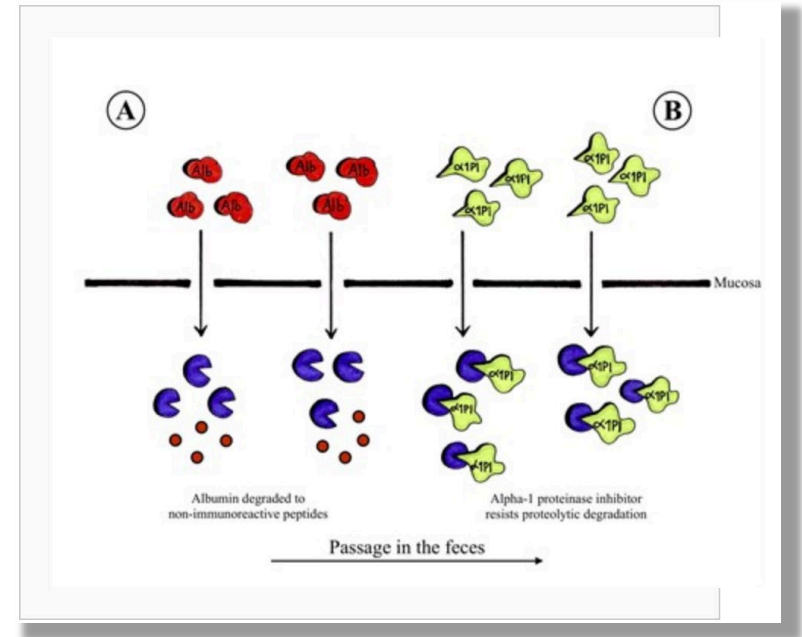 A
B
Alb
Alb
Alb
Alb
Alb
Alb
α1PI
α1PI
α1PI
α1PI
α1PI
α1PI
Mucosa
α1PI
α1PI
α1PI
α1PI
α1PI
α1PI
Albumin degraded to
non-immunoreactive peptides
Alpha-1 proteinase inhibitor
resists proteolytic degradation
Passage in the feces